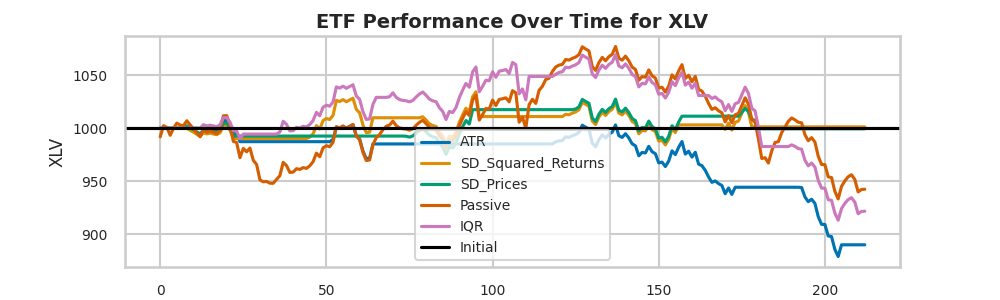 ETF Performance Over Time for XLV
XLV
1050
1000
950
900
ATR
SD_Squared_Returns
SD_Prices
Passive
IQR
Initial
0 50 100 150 200